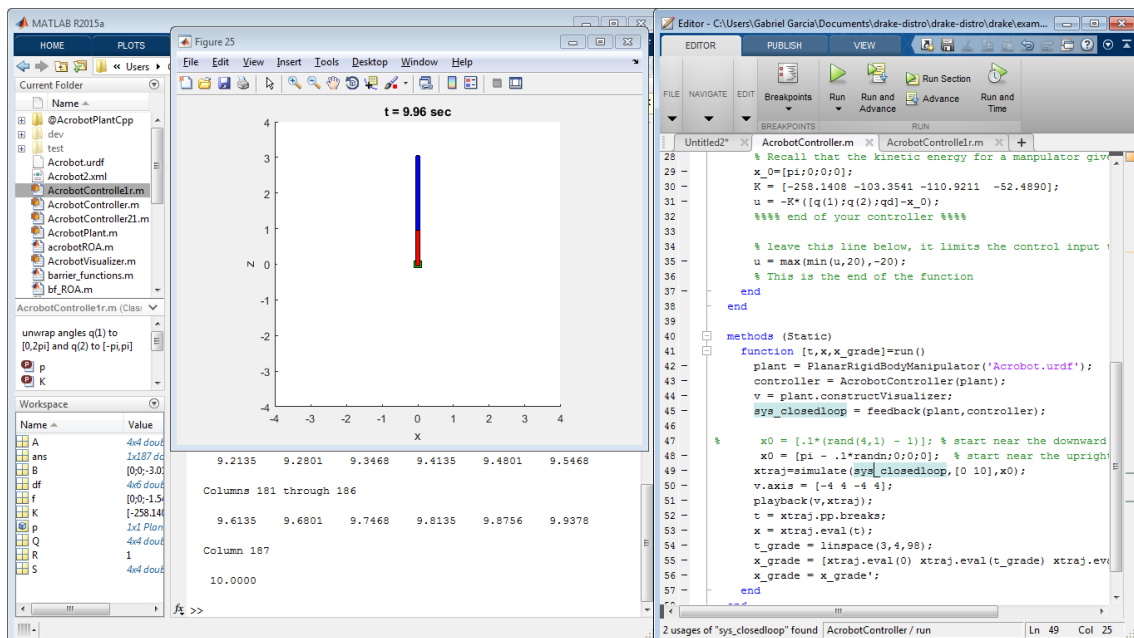 MATLAB R2015a
HOME
PLOTS
« Users ▸
Current Folder
Name
@AcrobotPlantCpp
dev
test
Acrobot.urdf
Acrobot2.xml
AcrobotControlle1r.m
AcrobotController.m
AcrobotController21.m
AcrobotPlant.m
acrobotROA.m
AcrobotVisualizer.m
barrier_functions.m
bf_ROA.m
AcrobotControlle1r.m (Clas
unwrap angles q(1) to
[0,2pi] and q(2) to [-pi,pi]
p
K
Workspace
Name Value
A 4x4 doub
ans 1x187 do
B [0;0;-3.0
df 4x6 doub
f [0;0;-1.5
K [-258.140
p 1x1 Plan
Q 4x4 doub
R 1
S 4x4 doub
Figure 25
File Edit View Insert Tools Desktop Window Help
t = 9.96 sec
4
3
2
1
0
-1
-2
-3
-4
z
-4 -3 -2 -1 0 1 2 3 4
x
9.2135 9.2801 9.3468 9.4135 9.4801 9.5468
Columns 181 through 186
9.6135 9.6801 9.7468 9.8135 9.8756 9.9378
Column 187
10.0000
fx >>
Editor - C:\Users\Gabriel Garcia\Documents\drake-distro\drake-distro\drake\exam...
EDITOR PUBLISH VIEW
FILE NAVIGATE EDIT
Breakpoints
BREAKPOINTS
Run
Run and
Advance
Run Section
Advance
Run and
Time
RUN
Untitled2* AcrobotController.m AcrobotControlle1r.m +
28 % Recall that the kinetic energy for a manpulator giv
29 – x_0=[pi;0;0;0];
30 – K = [-258.1408 -103.3541 -110.9211 -52.4890];
31 – u = -K*([q(1);q(2);qd]-x_0);
32 %%%% end of your controller %%%%
33
34 % leave this line below, it limits the control input
35 – u = max(min(u,20),-20);
36 % This is the end of the function
37 – end
38 end
39
40 methods (Static)
41 function [t,x,x_grade]=run()
42 – plant = PlanarRigidBodyManipulator('Acrobot.urdf');
43 – controller = AcrobotController(plant);
44 – v = plant.constructVisualizer;
45 – sys_closedloop = feedback(plant,controller);
46
47 % x0 = [.1*(rand(4,1) - 1)]; % start near the downward
48 – x0 = [pi - .1*randn;0;0;0]; % start near the upright
49 – xtraj=simulate(sys_closedloop,[0 10],x0);
50 – v.axis = [-4 4 -4 4];
51 – playback(v,xtraj);
52 – t = xtraj.pp.breaks;
53 – x = xtraj.eval(t);
54 – t_grade = linspace(3,4,98);
55 – x_grade = [xtraj.eval(0) xtraj.eval(t_grade) xtraj.eva
56 – x_grade = x_grade';
57 – end
2 usages of "sys_closedloop" found AcrobotController / run Ln 49 Col 25